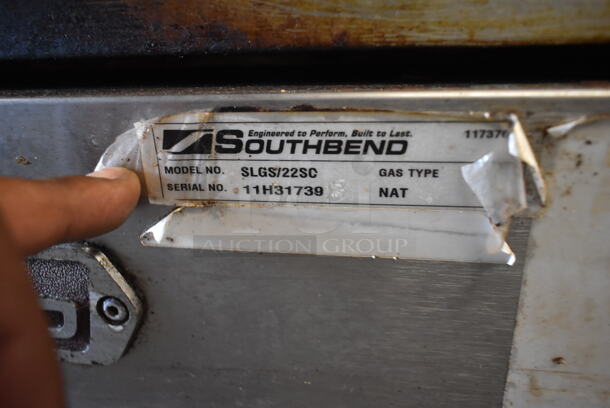 Engineered to Perform, Built to Last.
SOUTHBEND
MODEL NO. SLGS/22SC GAS TYPE
SERIAL NO. 11H31739 NAT
AUCTION GROUP